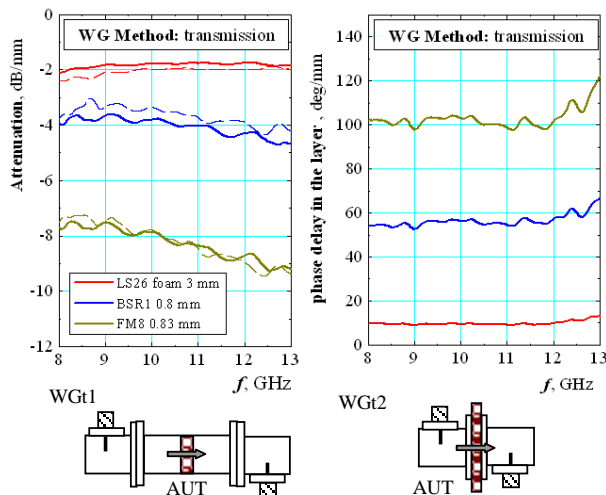 WG Method: transmission
Attenuation, dB/mm
0
-2
-4
-6
-8
-10
-12
LS26 foam 3 mm
BSR1 0.8 mm
FM8 0.83 mm
8 9 10 11 12 13
f, GHz
WG Method: transmission
phase delay in the layer , deg/mm
140
120
100
80
60
40
20
0
8 9 10 11 12 13
f, GHz
WGt1
AUT
WGt2
AUT